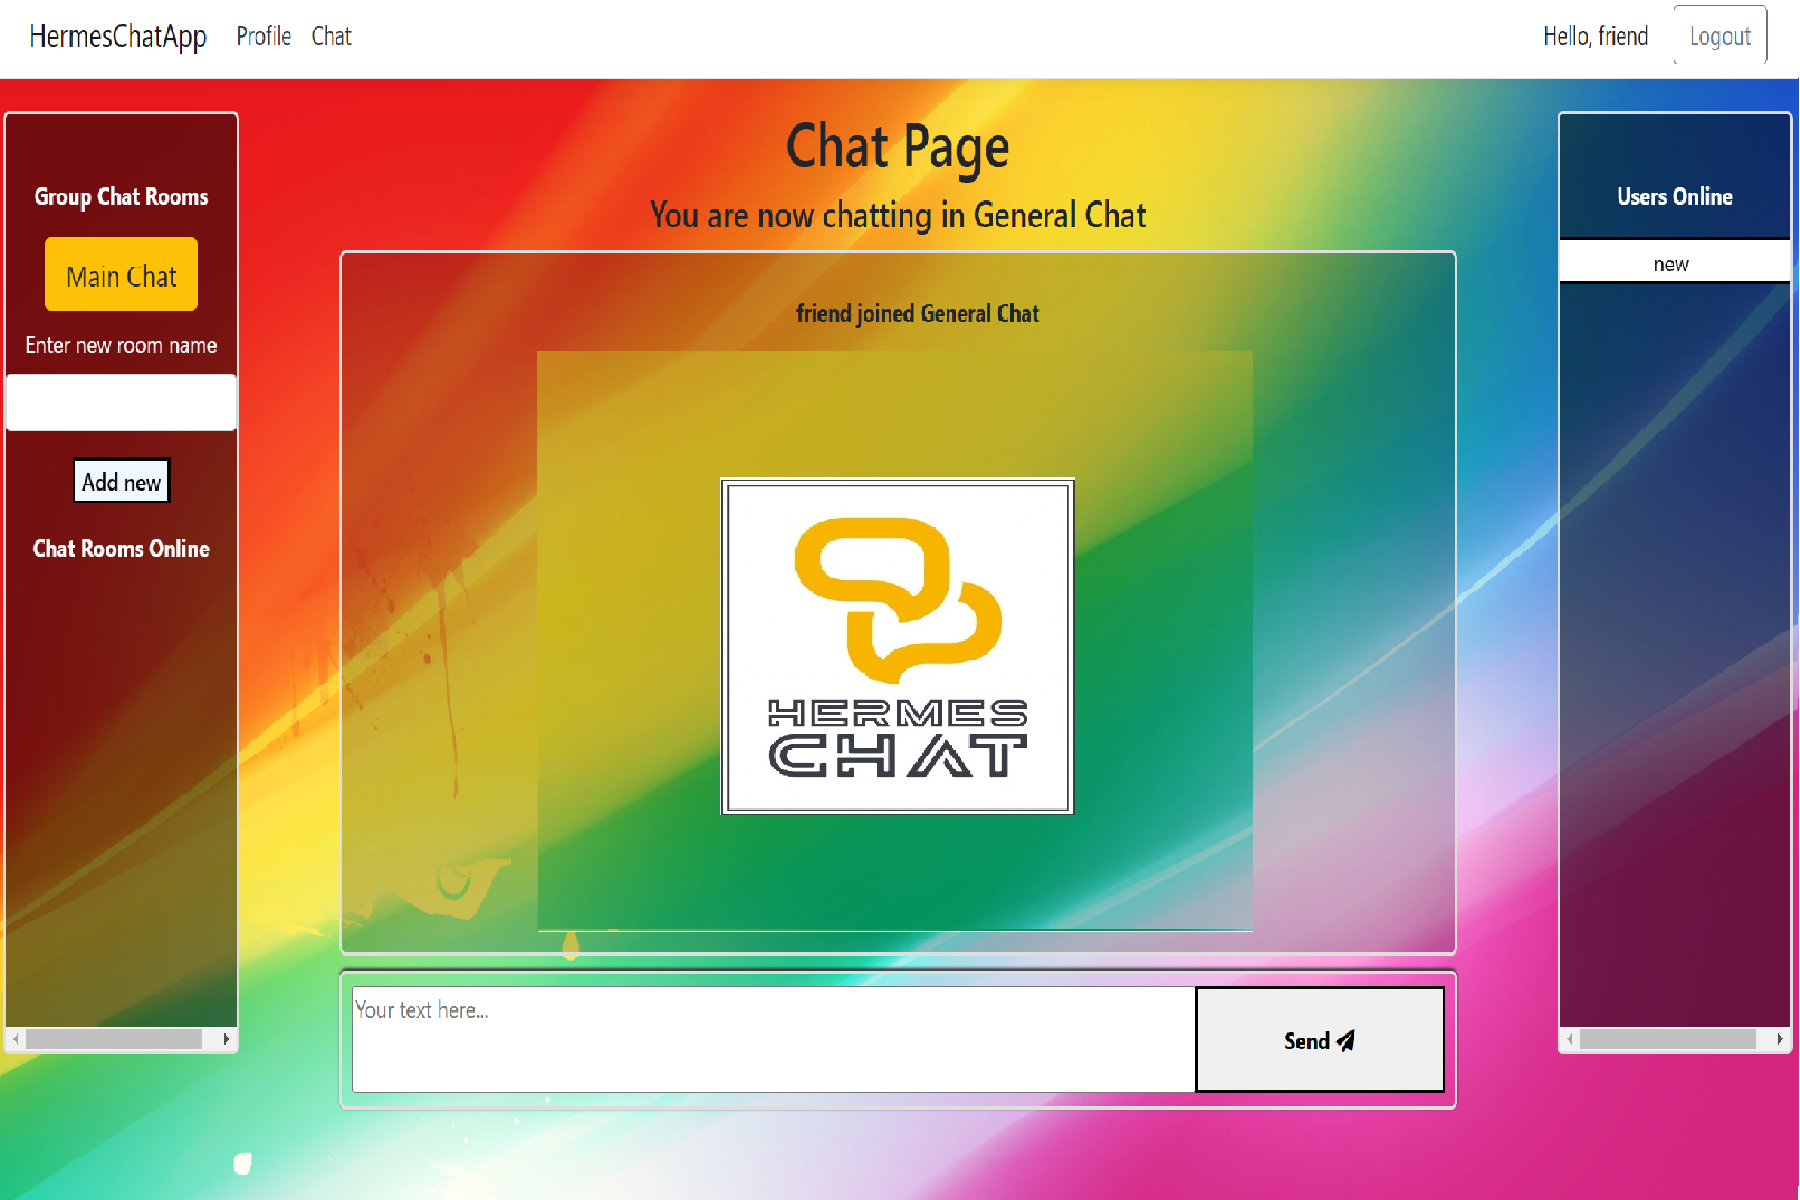 HermesChatApp Profile Chat Hello, friend Logout
Group Chat Rooms
Main Chat
Enter new room name
Add new
Chat Rooms Online
Chat Page
You are now chatting in General Chat
friend joined General Chat
HERMES
CHAT
Your text here...
Send
Users Online
new